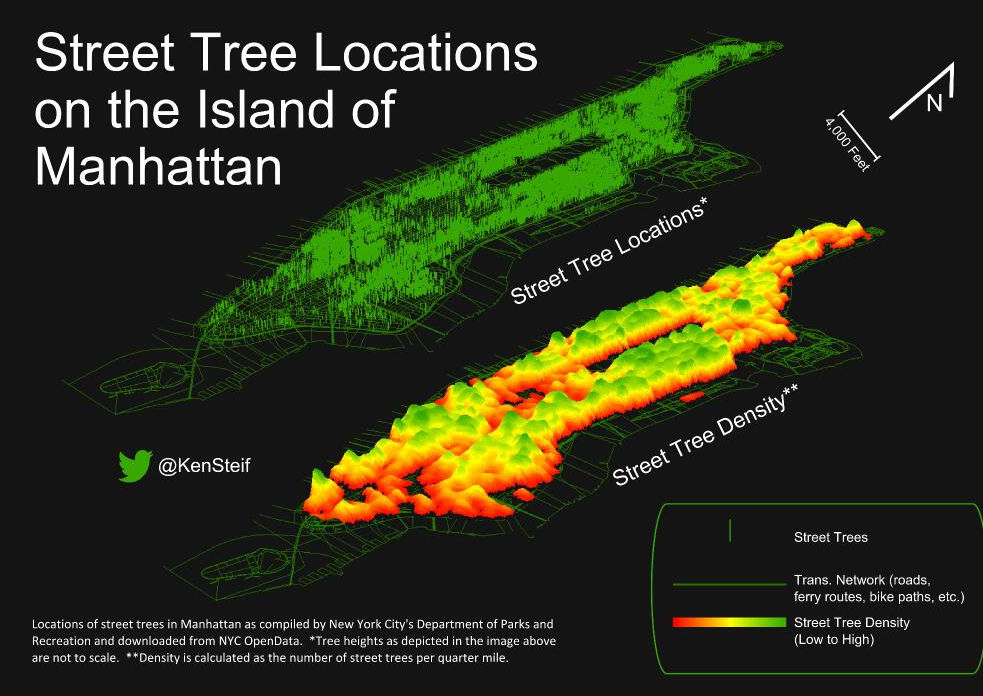 Street Tree Locations
on the Island of
Manhattan
N
4,000 Feet
Street Tree Locations*
Street Tree Density**
@KenSteif
Street Trees
Trans. Network (roads,
ferry routes, bike paths, etc.)
Street Tree Density
(Low to High)
Locations of street trees in Manhattan as compiled by New York City's Department of Parks and
Recreation and downloaded from NYC OpenData. *Tree heights as depicted in the image above
are not to scale. **Density is calculated as the number of street trees per quarter mile.